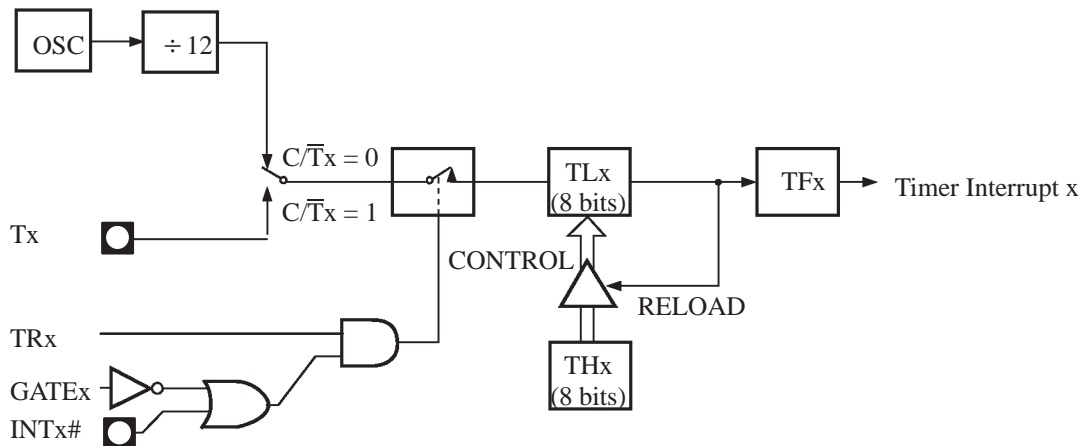 OSC
÷ 12
C/T̅x = 0
C/T̅x = 1
Tx
TLx
(8 bits)
TFx
Timer Interrupt x
CONTROL
RELOAD
TRx
THx
(8 bits)
GATEx
INTx#